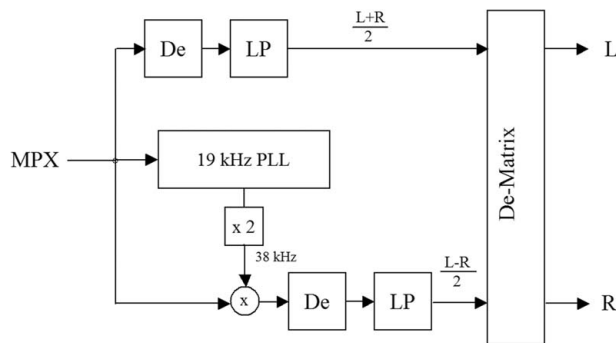 De
LP
L+R
2
L
MPX
19 kHz PLL
De-Matrix
x 2
38 kHz
x
De
LP
L-R
2
R